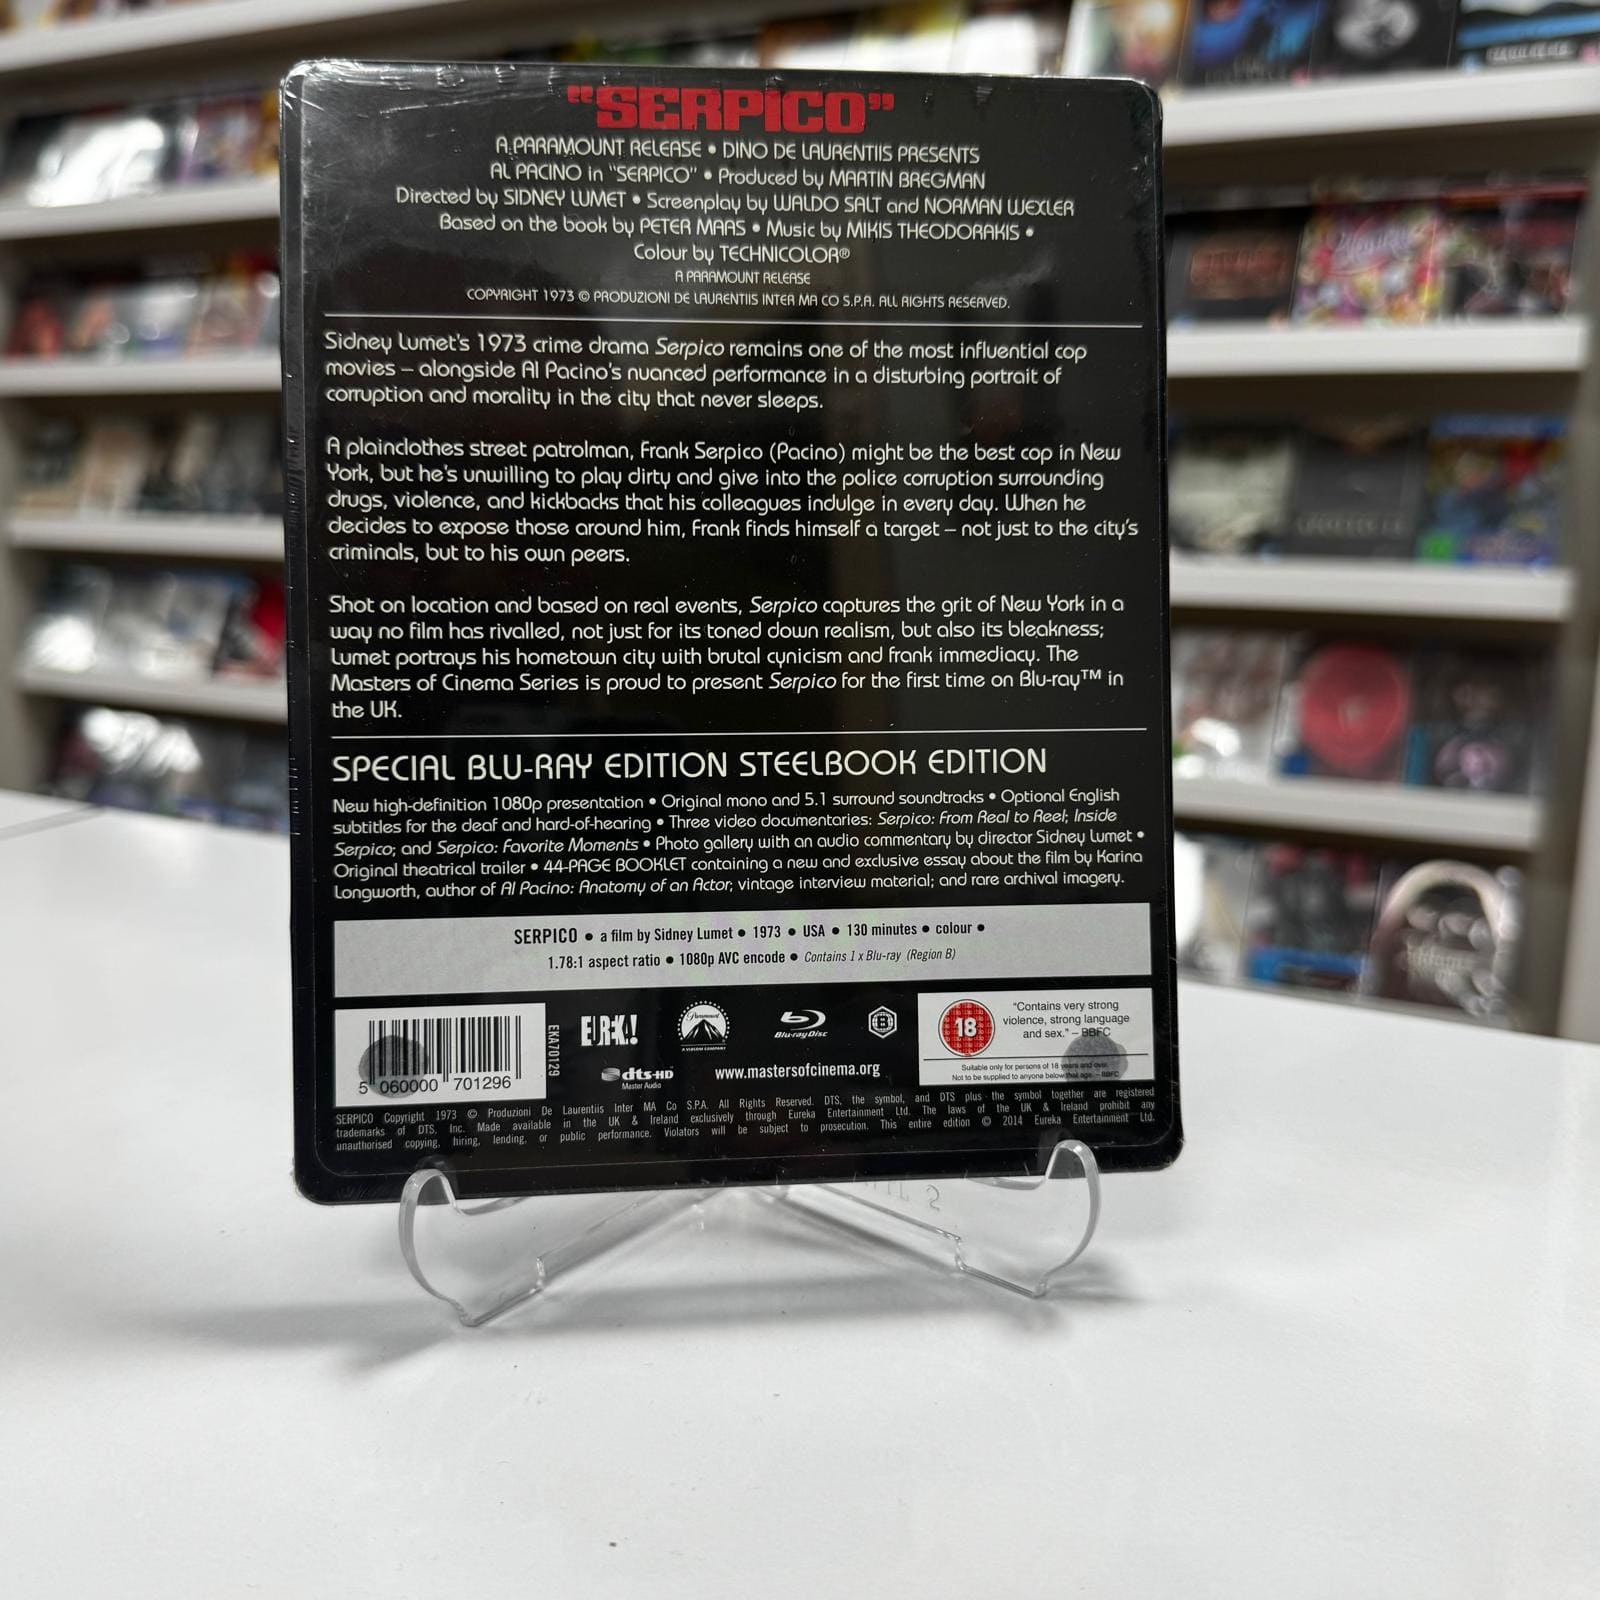 "SERPICO"
A PARAMOUNT RELEASE • DINO DE LAURENTIIS PRESENTS
AL PACINO in "SERPICO" • Produced by MARTIN BREGMAN
Directed by SIDNEY LUMET • Screenplay by WALDO SALT and NORMAN WEXLER
Based on the book by PETER MAAS • Music by MIKIS THEODORAKIS •
Colour by TECHNICOLOR®
A PARAMOUNT RELEASE
COPYRIGHT 1973 © PRODUZIONI DE LAURENTIIS INTER MA CO S.P.A. ALL RIGHTS RESERVED.
Sidney Lumet's 1973 crime drama Serpico remains one of the most influential cop
movies – alongside Al Pacino's nuanced performance in a disturbing portrait of
corruption and morality in the city that never sleeps.
A plainclothes street patrolman, Frank Serpico (Pacino) might be the best cop in New
York, but he's unwilling to play dirty and give into the police corruption surrounding
drugs, violence, and kickbacks that his colleagues indulge in every day. When he
decides to expose those around him, Frank finds himself a target – not just to the city's
criminals, but to his own peers.
Shot on location and based on real events, Serpico captures the grit of New York in a
way no film has rivalled, not just for its toned down realism, but also its bleakness;
Lumet portrays his hometown city with brutal cynicism and frank immediacy. The
Masters of Cinema Series is proud to present Serpico for the first time on Blu-ray™ in
the UK.
SPECIAL BLU-RAY EDITION STEELBOOK EDITION
New high-definition 1080p presentation • Original mono and 5.1 surround soundtracks • Optional English
subtitles for the deaf and hard-of-hearing • Three video documentaries: Serpico: From Real to Reel; Inside
Serpico; and Serpico: Favorite Moments • Photo gallery with an audio commentary by director Sidney Lumet •
Original theatrical trailer • 44-PAGE BOOKLET containing a new and exclusive essay about the film by Karina
Longworth, author of Al Pacino: Anatomy of an Actor; vintage interview material; and rare archival imagery.
SERPICO • a film by Sidney Lumet • 1973 • USA • 130 minutes • colour •
1.78:1 aspect ratio • 1080p AVC encode • Contains 1 x Blu-ray (Region B)
5 060000 701296
EKA70129
EUREKA!
Paramount
A VIACOM COMPANY
Blu-ray Disc
B
dts-HD
Master Audio
www.mastersofcinema.org
18
"Contains very strong
violence, strong language
and sex." – BBFC
Suitable only for persons of 18 years and over.
Not to be supplied to anyone below that age. – BBFC
SERPICO Copyright 1973 © Produzioni De Laurentiis Inter MA Co S.P.A. All Rights Reserved. DTS, the symbol, and DTS plus the symbol together are registered
trademarks of DTS, Inc. Made available in the UK & Ireland exclusively through Eureka Entertainment Ltd. The laws of the UK & Ireland prohibit any
unauthorised copying, hiring, lending, or public performance. Violators will be subject to prosecution. This entire edition © 2014 Eureka Entertainment Ltd.